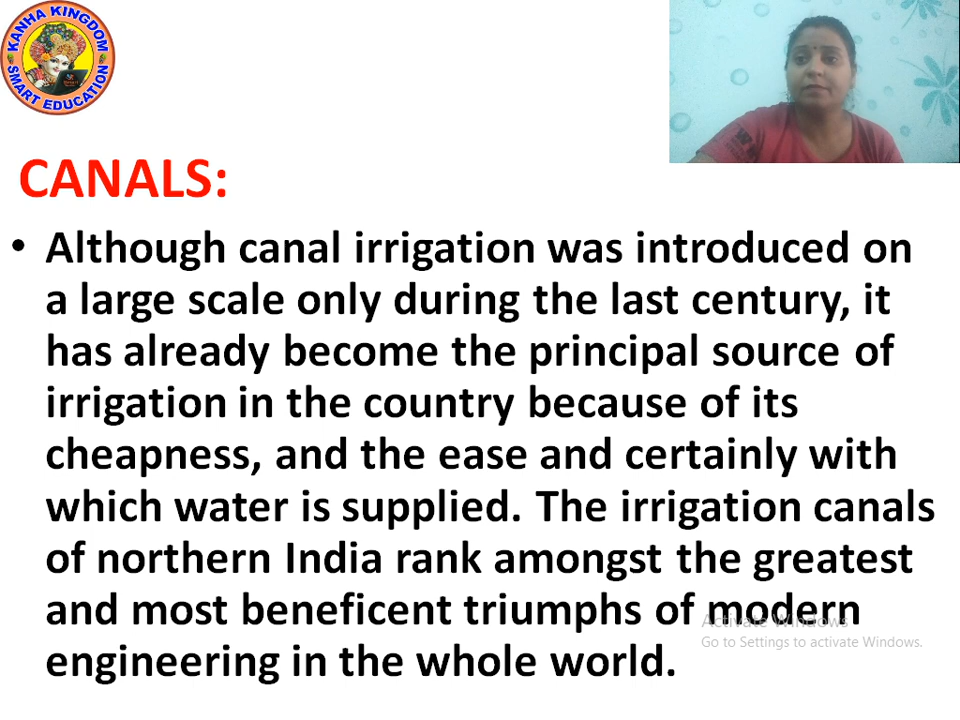 KANHA KINGDOM
SMART EDUCATION
CANALS:
• Although canal irrigation was introduced on
a large scale only during the last century, it
has already become the principal source of
irrigation in the country because of its
cheapness, and the ease and certainly with
which water is supplied. The irrigation canals
of northern India rank amongst the greatest
and most beneficent triumphs of modern
engineering in the whole world.
Activate Windows
Go to Settings to activate Windows.